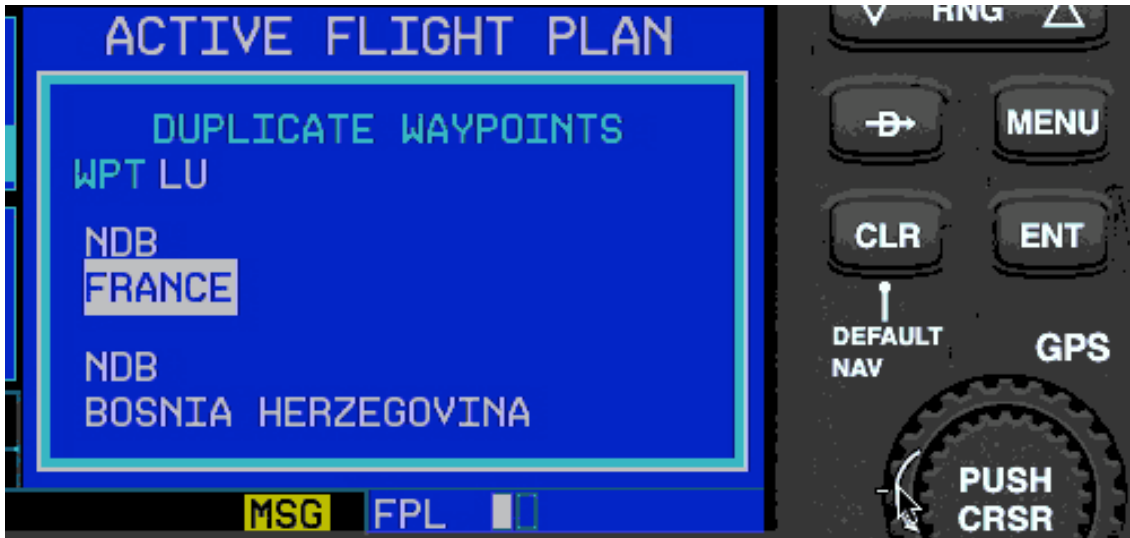 ACTIVE FLIGHT PLAN
DUPLICATE WAYPOINTS
WPT LU
NDB
FRANCE
NDB
BOSNIA HERZEGOVINA
MSG FPL
RNG
D
MENU
CLR
ENT
DEFAULT
NAV
GPS
PUSH
CRSR